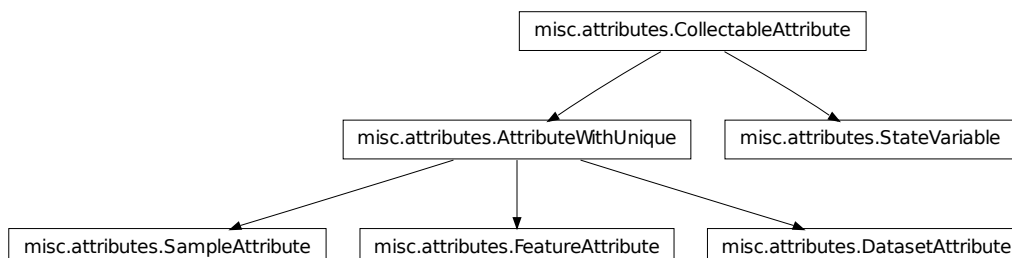 misc.attributes.CollectableAttribute
misc.attributes.AttributeWithUnique
misc.attributes.StateVariable
misc.attributes.SampleAttribute
misc.attributes.FeatureAttribute
misc.attributes.DatasetAttribute